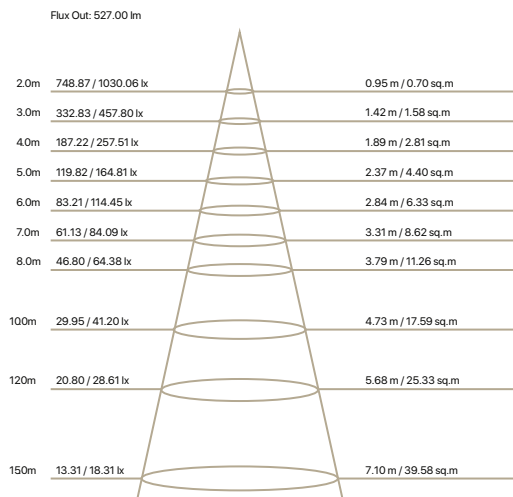 Flux Out: 527.00 lm
2.0m 748.87 / 1030.06 lx 0.95 m / 0.70 sq.m
3.0m 332.83 / 457.80 lx 1.42 m / 1.58 sq.m
4.0m 187.22 / 257.51 lx 1.89 m / 2.81 sq.m
5.0m 119.82 / 164.81 lx 2.37 m / 4.40 sq.m
6.0m 83.21 / 114.45 lx 2.84 m / 6.33 sq.m
7.0m 61.13 / 84.09 lx 3.31 m / 8.62 sq.m
8.0m 46.80 / 64.38 lx 3.79 m / 11.26 sq.m
100m 29.95 / 41.20 lx 4.73 m / 17.59 sq.m
120m 20.80 / 28.61 lx 5.68 m / 25.33 sq.m
150m 13.31 / 18.31 lx 7.10 m / 39.58 sq.m